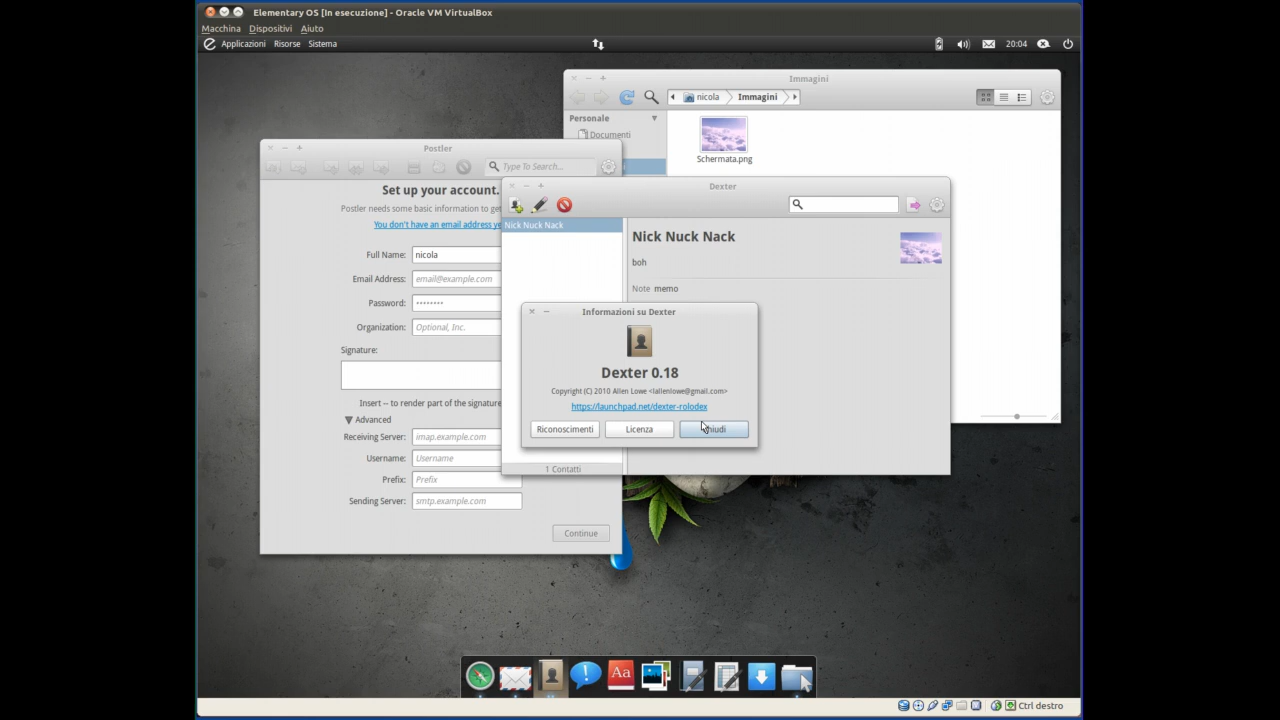 Elementary OS [In esecuzione] - Oracle VM VirtualBox
Macchina Dispositivi Aiuto
Applicazioni Risorse Sistema
20:04
Immagini
nicola Immagini
Personale
Documenti
Schermata.png
Postler
Type To Search...
Set up your account.
Postler needs some basic information to
You don't have an email address
Full Name: nicola
Email Address: email@example.com
Password: ••••••••
Organization: Optional, Inc.
Signature:
Insert -- to render part of the signature
Advanced
Receiving Server: imap.example.com
Username: Username
Prefix: Prefix
Sending Server: smtp.example.com
Continue
Dexter
Nick Nuck Nack
Nick Nuck Nack
boh
Note memo
1 Contatti
Informazioni su Dexter
Dexter 0.18
Copyright (C) 2010 Allen Lowe <lallenlowe@gmail.com>
https://launchpad.net/dexter-rolodex
Riconoscimenti Licenza
Aa
Ctrl destro